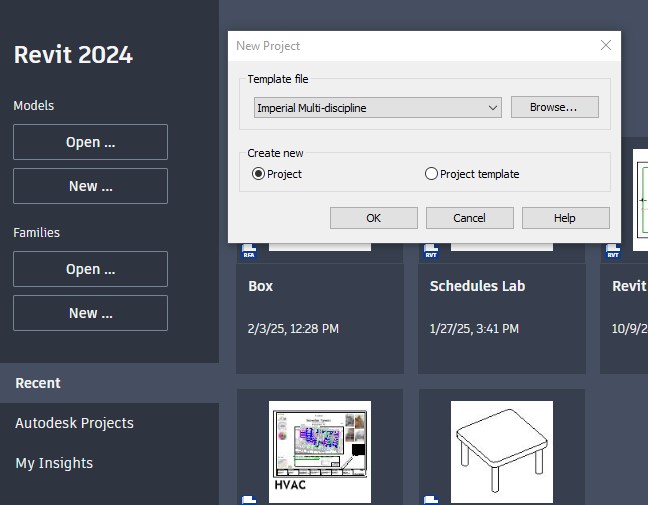 Revit 2024
Models
Open ...
New ...
Families
Open ...
New ...
Recent
Autodesk Projects
My Insights
New Project
Template file
Imperial Multi-discipline
Browse...
Create new
Project
Project template
OK
Cancel
Help
RFA
RVT
RVT
Box
Schedules Lab
Revit
2/3/25, 12:28 PM
1/27/25, 3:41 PM
10/9/2
HVAC